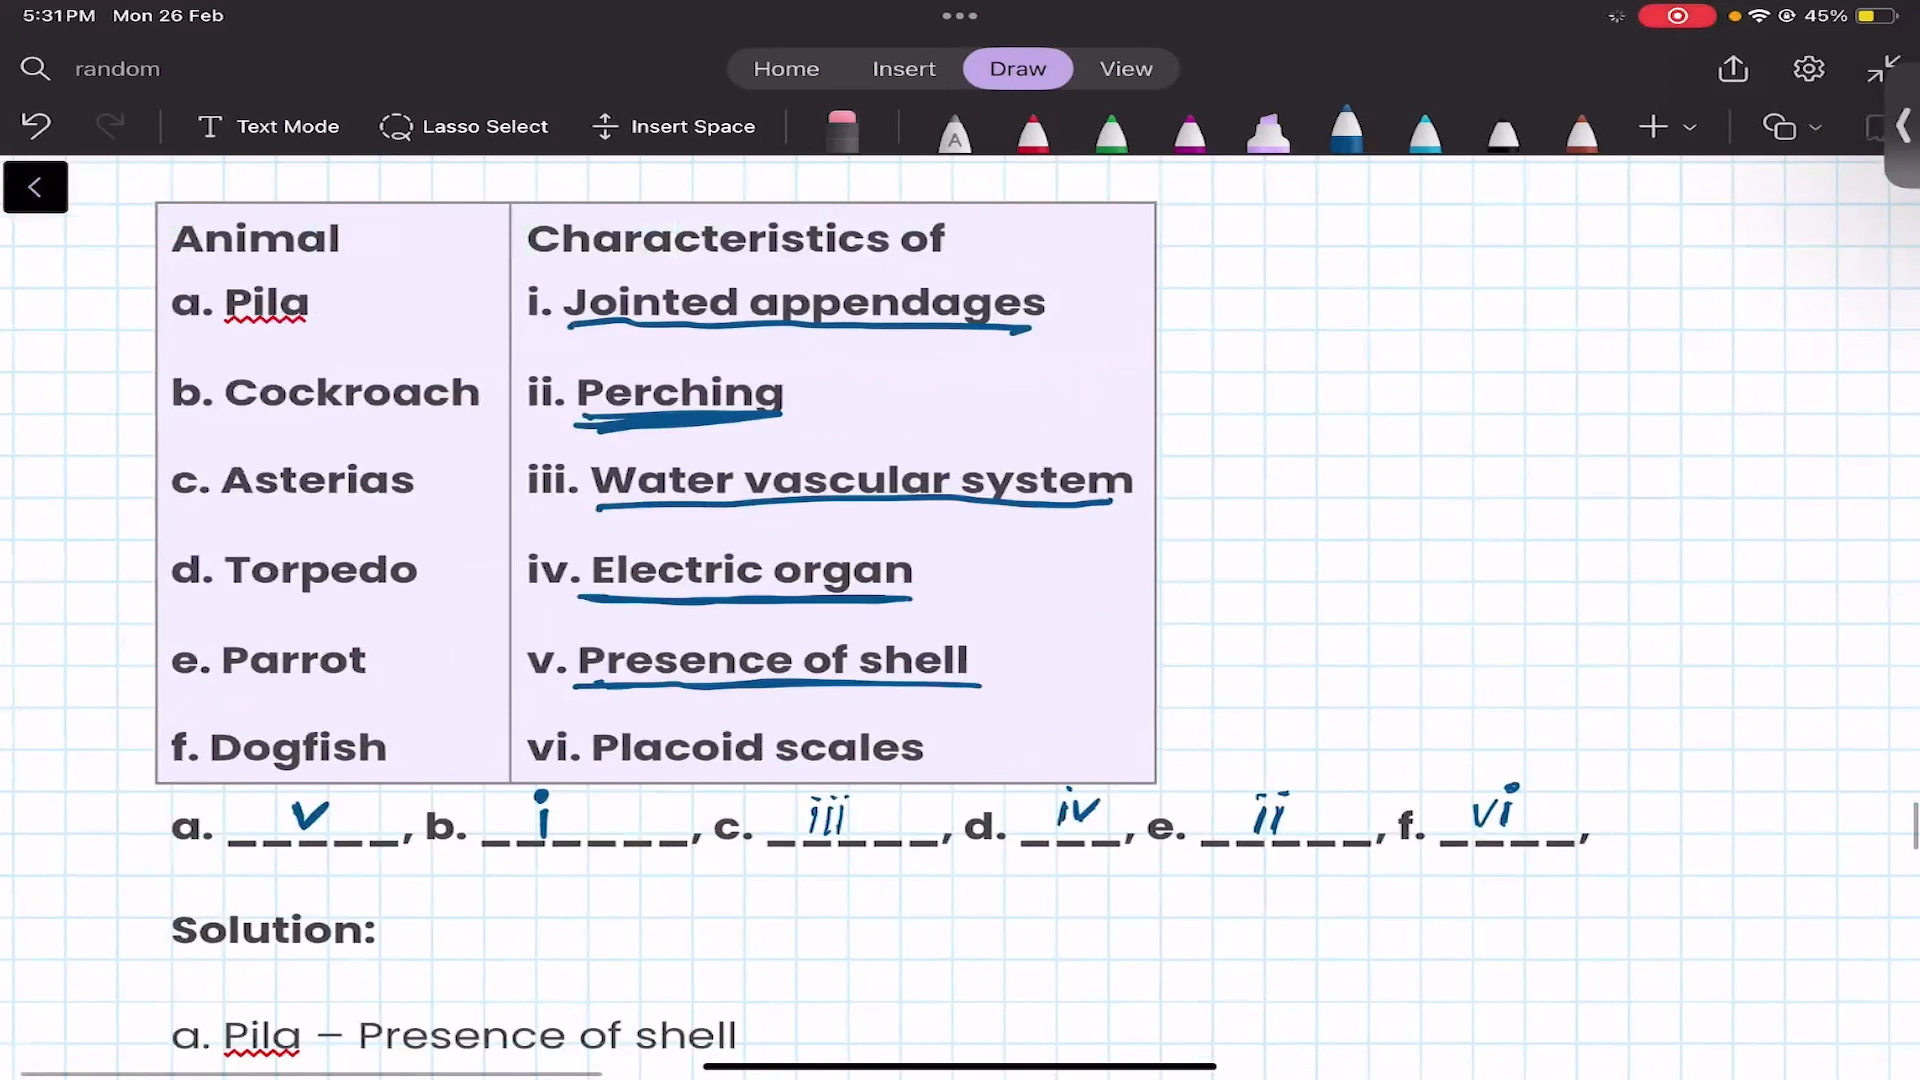 5:31PM Mon 26 Feb
45%
random
Home Insert Draw View
Text Mode Lasso Select Insert Space
A
Animal Characteristics of
a. Pila i. Jointed appendages
b. Cockroach ii. Perching
c. Asterias iii. Water vascular system
d. Torpedo iv. Electric organ
e. Parrot v. Presence of shell
f. Dogfish vi. Placoid scales
a. v, b. i, c. iii, d. iv, e. ii, f. vi,
Solution:
a. Pila – Presence of shell